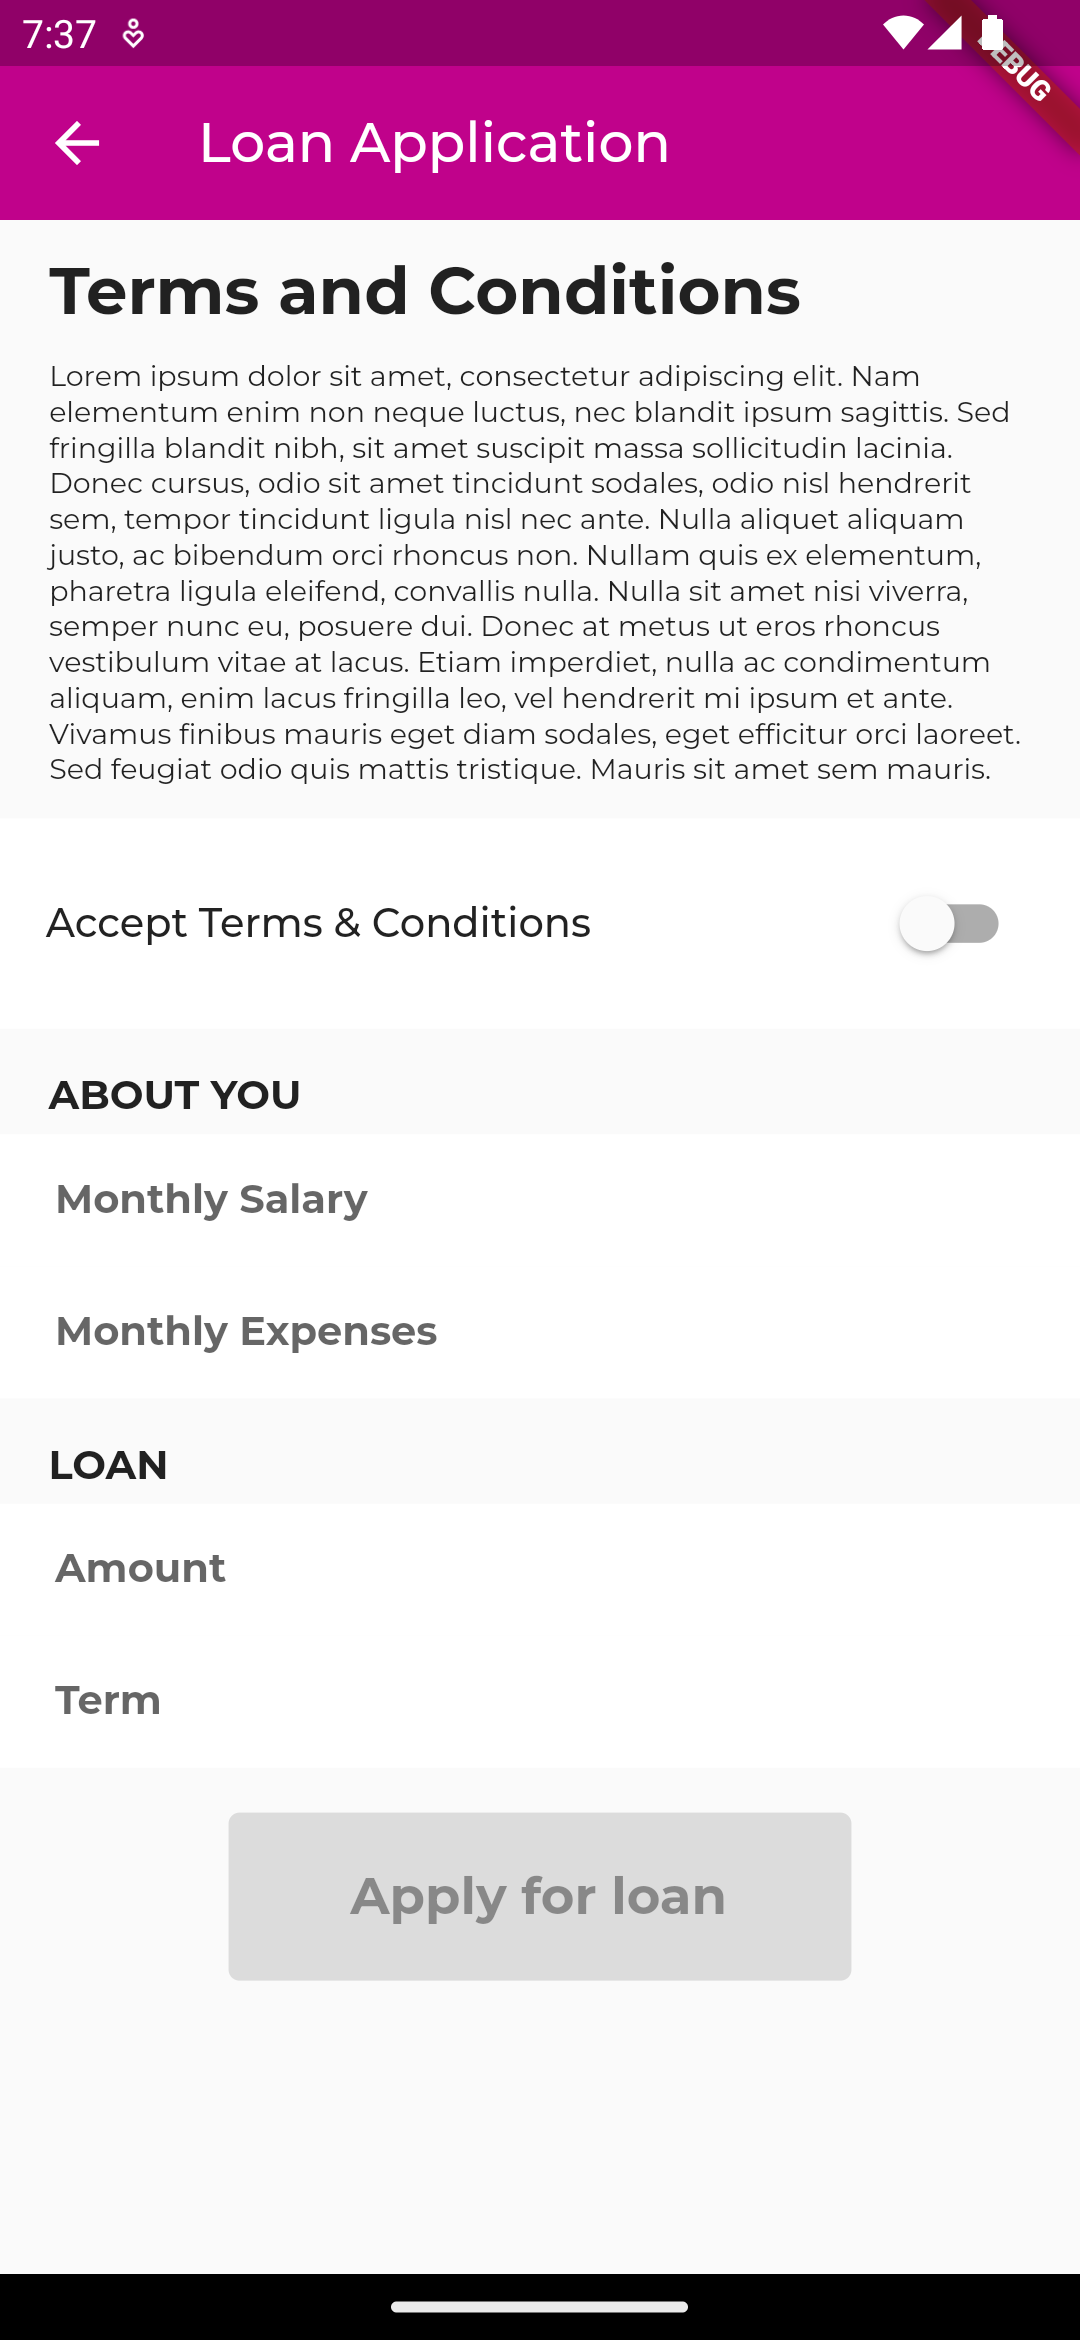 7:37
DEBUG
Loan Application
Terms and Conditions
Lorem ipsum dolor sit amet, consectetur adipiscing elit. Nam
elementum enim non neque luctus, nec blandit ipsum sagittis. Sed
fringilla blandit nibh, sit amet suscipit massa sollicitudin lacinia.
Donec cursus, odio sit amet tincidunt sodales, odio nisl hendrerit
sem, tempor tincidunt ligula nisl nec ante. Nulla aliquet aliquam
justo, ac bibendum orci rhoncus non. Nullam quis ex elementum,
pharetra ligula eleifend, convallis nulla. Nulla sit amet nisi viverra,
semper nunc eu, posuere dui. Donec at metus ut eros rhoncus
vestibulum vitae at lacus. Etiam imperdiet, nulla ac condimentum
aliquam, enim lacus fringilla leo, vel hendrerit mi ipsum et ante.
Vivamus finibus mauris eget diam sodales, eget efficitur orci laoreet.
Sed feugiat odio quis mattis tristique. Mauris sit amet sem mauris.
Accept Terms & Conditions
ABOUT YOU
Monthly Salary
Monthly Expenses
LOAN
Amount
Term
Apply for loan